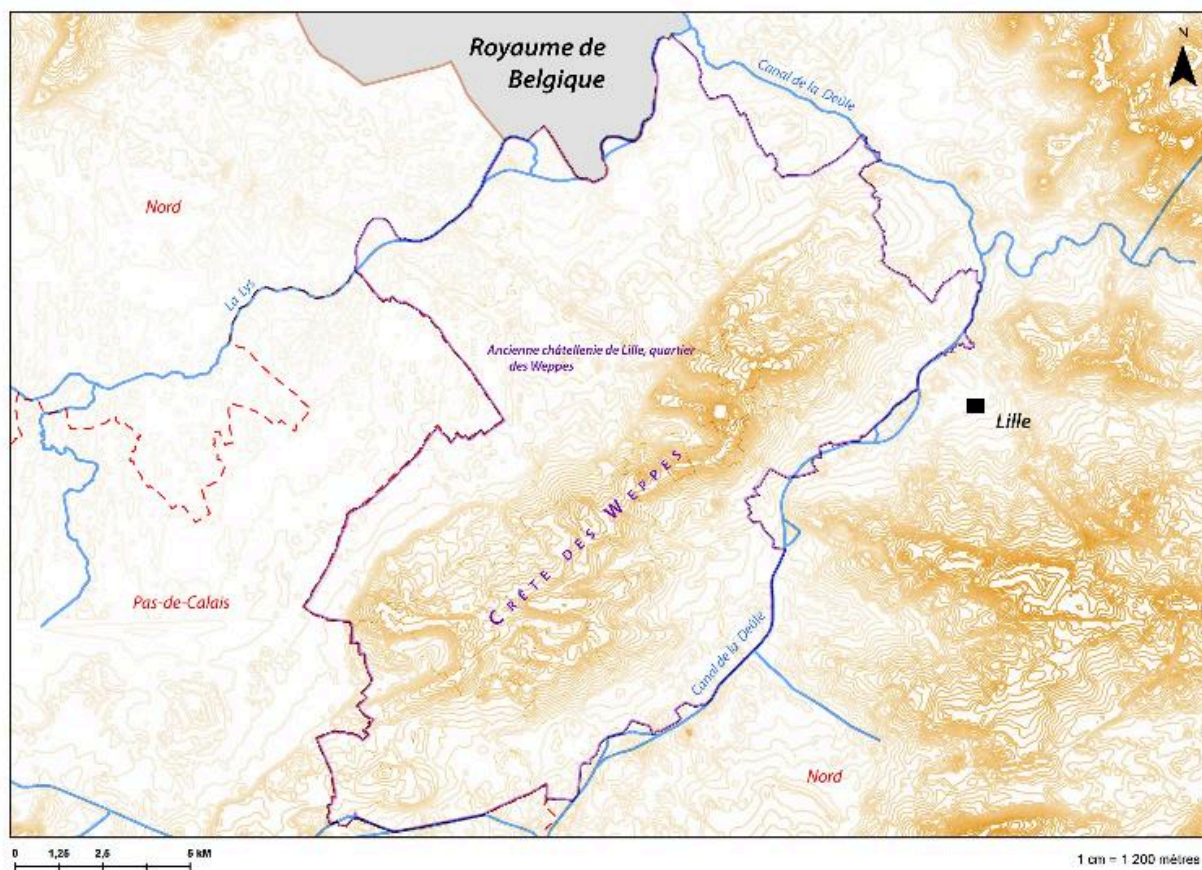 Royaume de
Belgique
N
Canal de la Deûle
Nord
La Lys
Ancienne châtellenie de Lille, quartier
des Weppes
Lille
CRÊTE DES WEPPES
Pas-de-Calais
Canal de la Deûle
Nord
0 1,25 2,5 5 KM
1 cm = 1 200 mètres